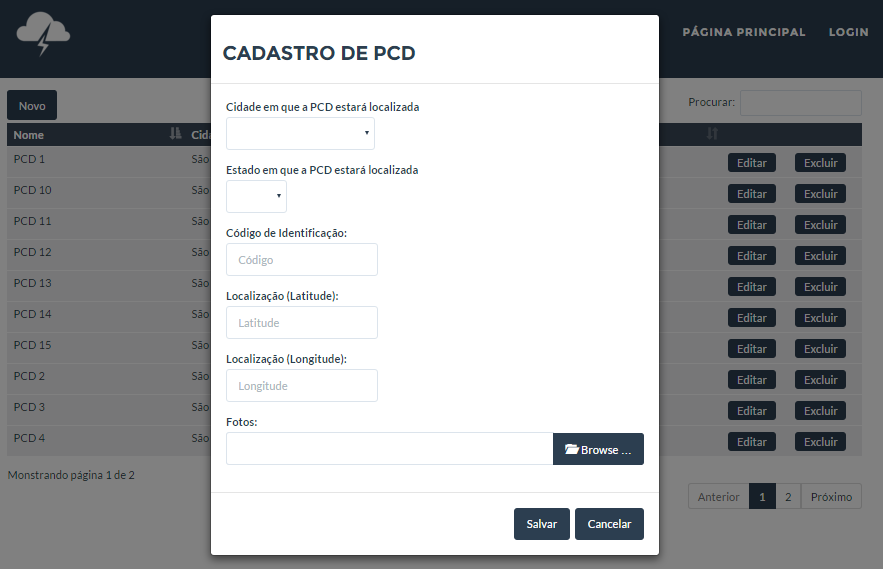 PÁGINA PRINCIPAL LOGIN
CADASTRO DE PCD
Novo
Procurar:
Nome
Cidade em que a PCD estará localizada
PCD 1 São Editar Excluir
Estado em que a PCD estará localizada
PCD 10 São Editar Excluir
PCD 11 São Editar Excluir
Código de Identificação:
PCD 12 São Editar Excluir
Código
PCD 13 São Editar Excluir
Localização (Latitude):
PCD 14 São Editar Excluir
Latitude
PCD 15 São Editar Excluir
Localização (Longitude):
PCD 2 São Editar Excluir
Longitude
PCD 3 São Editar Excluir
Fotos:
PCD 4 São Editar Excluir
Browse ...
Monstrando página 1 de 2
Anterior 1 2 Próximo
Salvar Cancelar